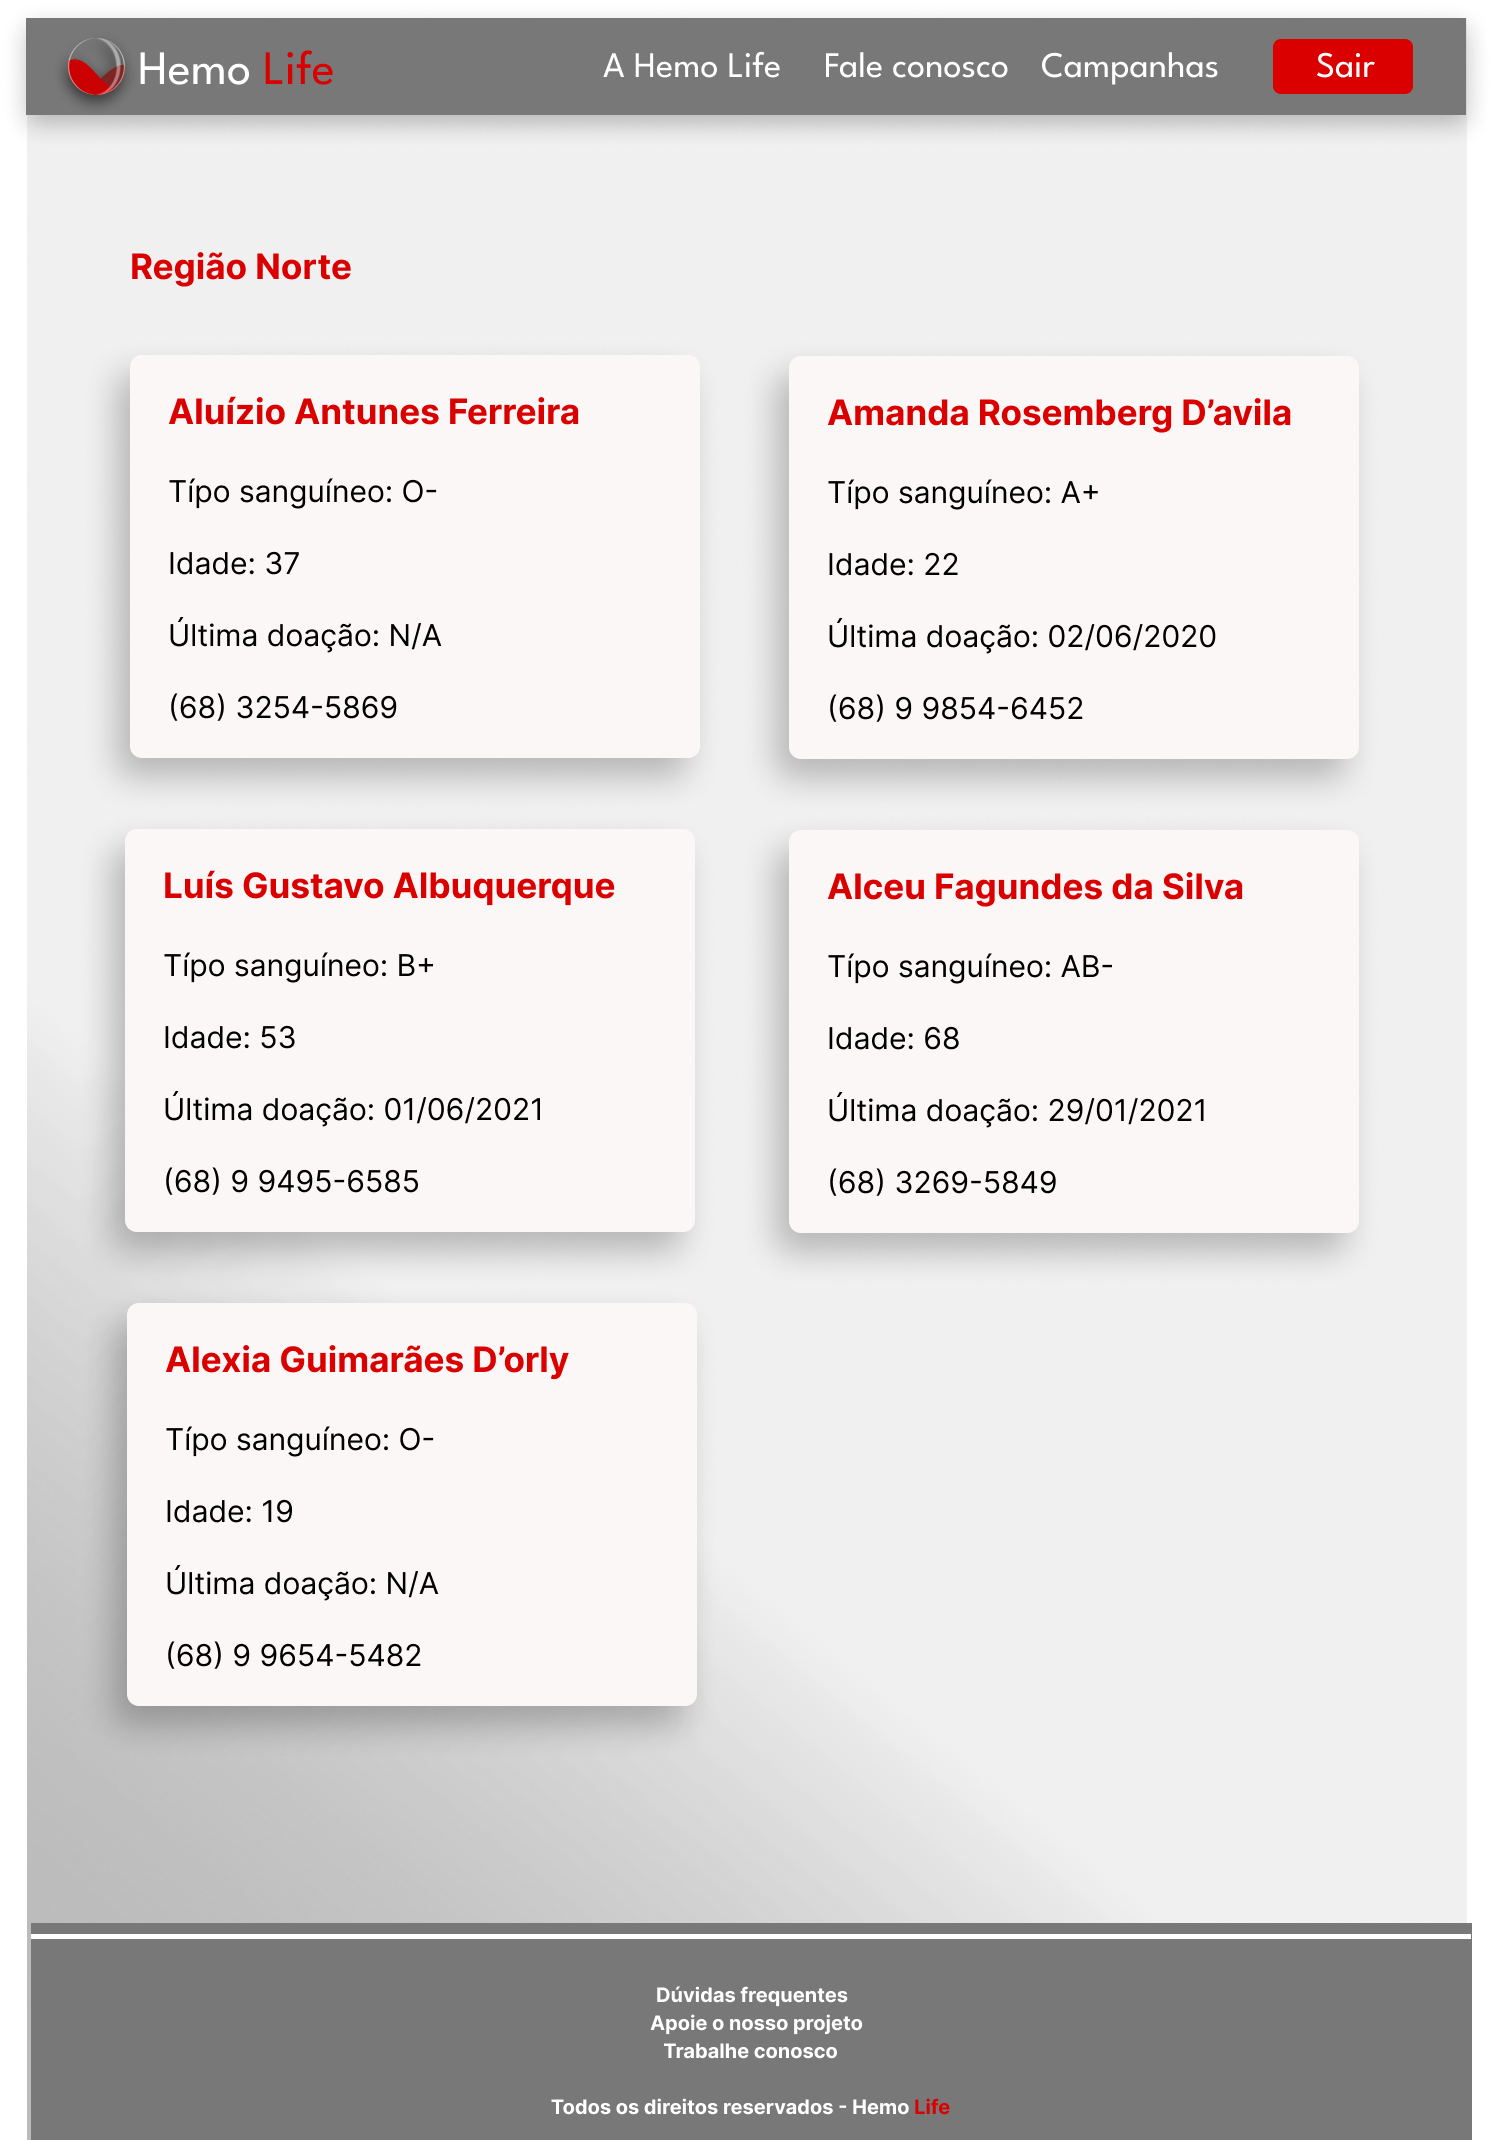 Hemo Life
A Hemo Life
Fale conosco
Campanhas
Sair
Região Norte
Aluízio Antunes Ferreira
Típo sanguíneo: O-
Idade: 37
Última doação: N/A
(68) 3254-5869
Amanda Rosemberg D’avila
Típo sanguíneo: A+
Idade: 22
Última doação: 02/06/2020
(68) 9 9854-6452
Luís Gustavo Albuquerque
Típo sanguíneo: B+
Idade: 53
Última doação: 01/06/2021
(68) 9 9495-6585
Alceu Fagundes da Silva
Típo sanguíneo: AB-
Idade: 68
Última doação: 29/01/2021
(68) 3269-5849
Alexia Guimarães D’orly
Típo sanguíneo: O-
Idade: 19
Última doação: N/A
(68) 9 9654-5482
Dúvidas frequentes
Apoie o nosso projeto
Trabalhe conosco
Todos os direitos reservados - Hemo Life